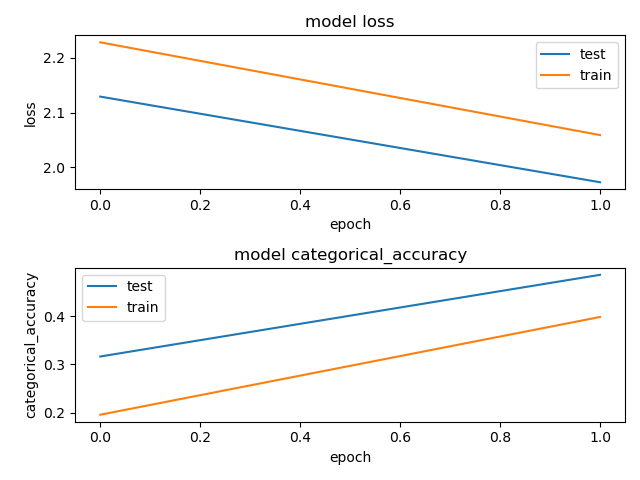 model loss
loss
2.2
2.1
2.0
test
train
0.0 0.2 0.4 0.6 0.8 1.0
epoch
model categorical_accuracy
categorical_accuracy
0.4
0.3
0.2
test
train
0.0 0.2 0.4 0.6 0.8 1.0
epoch